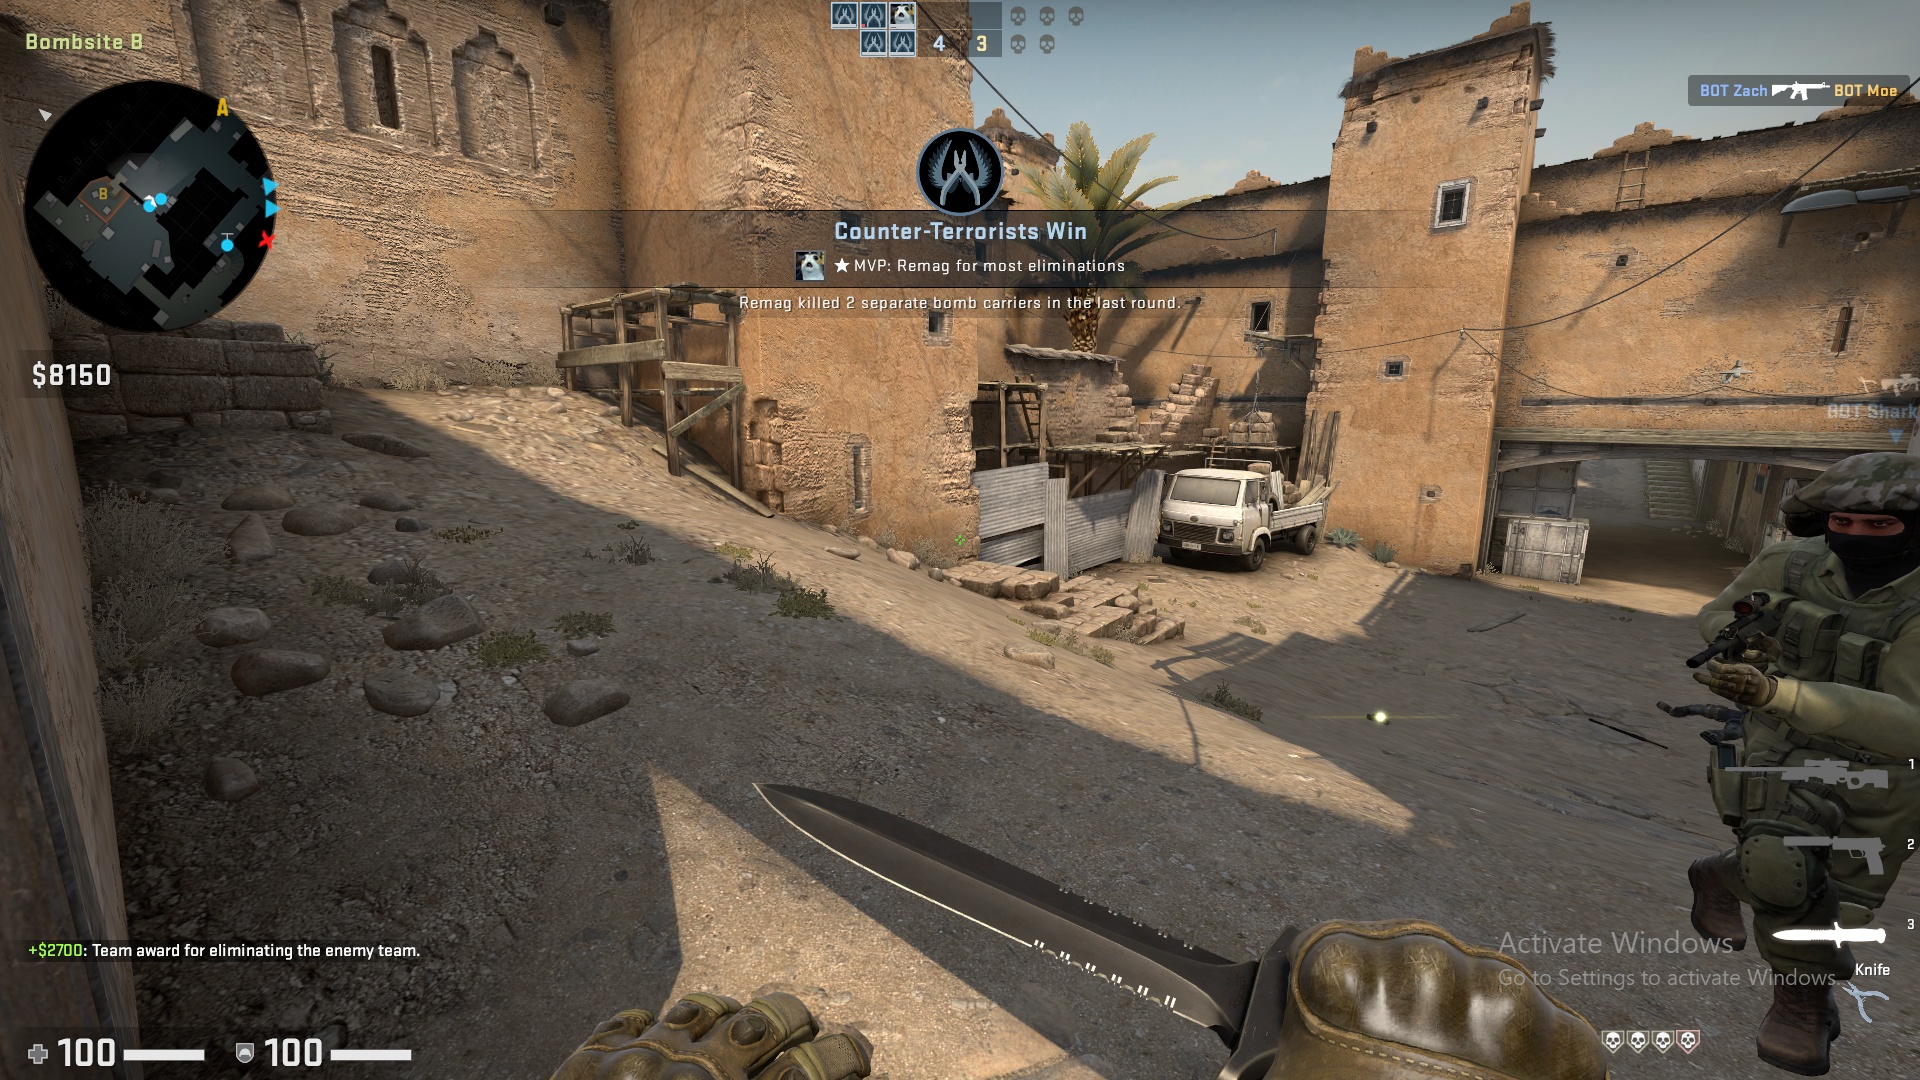 Bombsite B
4 3
A
BOT Zach BOT Moe
B
Counter-Terrorists Win
MVP: Remag for most eliminations
Remag killed 2 separate bomb carriers in the last round.
$8150
BOT Shark
1
2
3
+$2700: Team award for eliminating the enemy team.
Activate Windows
Go to Settings to activate Windows.
Knife
100 100